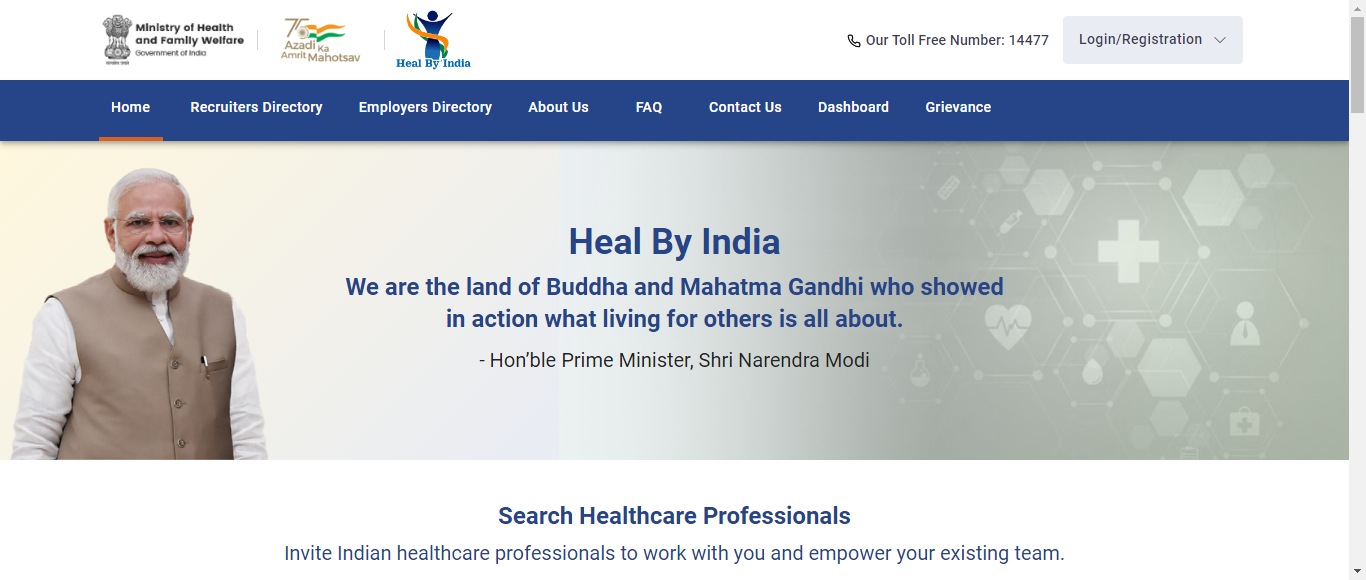 Ministry of Health
and Family Welfare
Government of India
75
Azadi Ka
Amrit Mahotsav
Heal By India
Our Toll Free Number: 14477
Login/Registration
Home
Recruiters Directory
Employers Directory
About Us
FAQ
Contact Us
Dashboard
Grievance
Heal By India
We are the land of Buddha and Mahatma Gandhi who showed
in action what living for others is all about.
- Hon’ble Prime Minister, Shri Narendra Modi
Search Healthcare Professionals
Invite Indian healthcare professionals to work with you and empower your existing team.